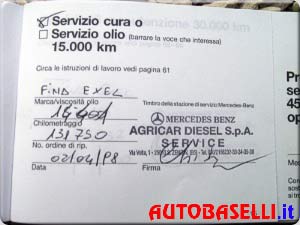 Servizio cura o
Servizio olio (barrare la voce che interessa)
15.000 km
Circa le istruzioni di lavoro vedi pagina 61
FINA EXEL
Marca/viscosità olio
Timbro della stazione di servizio Mercedes-Benz
MERCEDES BENZ
Chilometraggio
AGRICAR DIESEL S.p.A.
131750
SERVICE
N° d'ordine di rip.
02/04/98
Data
Firma
AUTOBASELLI.it